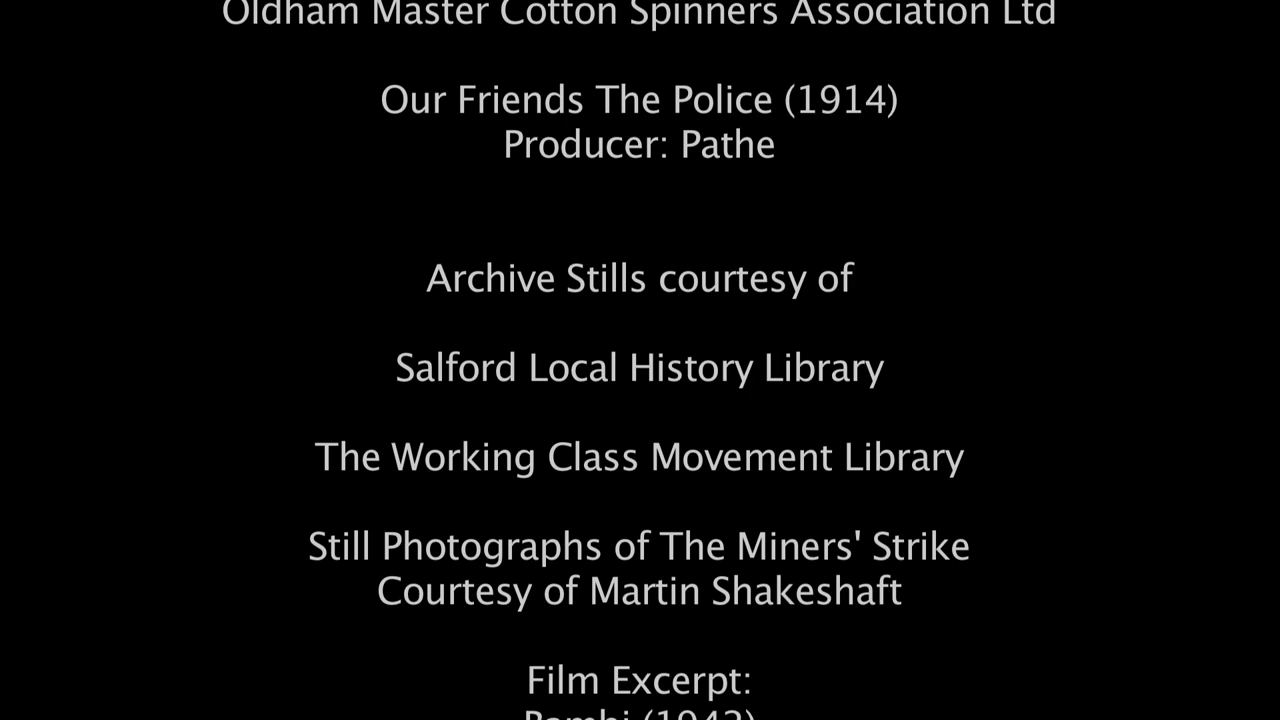 Oldham Master Cotton Spinners Association Ltd
Our Friends The Police (1914)
Producer: Pathe
Archive Stills courtesy of
Salford Local History Library
The Working Class Movement Library
Still Photographs of The Miners' Strike
Courtesy of Martin Shakeshaft
Film Excerpt:
Bambi (1942)